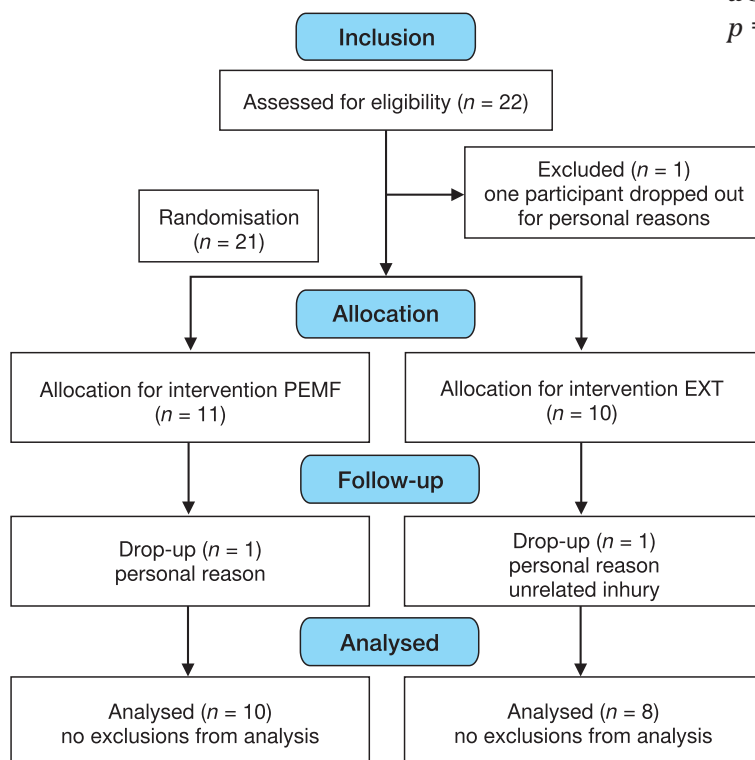 p =
Inclusion
Assessed for eligibility (n = 22)
Excluded (n = 1)
one participant dropped out
for personal reasons
Randomisation
(n = 21)
Allocation
Allocation for intervention PEMF
(n = 11)
Allocation for intervention EXT
(n = 10)
Follow-up
Drop-up (n = 1)
personal reason
Drop-up (n = 1)
personal reason
unrelated inhury
Analysed
Analysed (n = 10)
no exclusions from analysis
Analysed (n = 8)
no exclusions from analysis